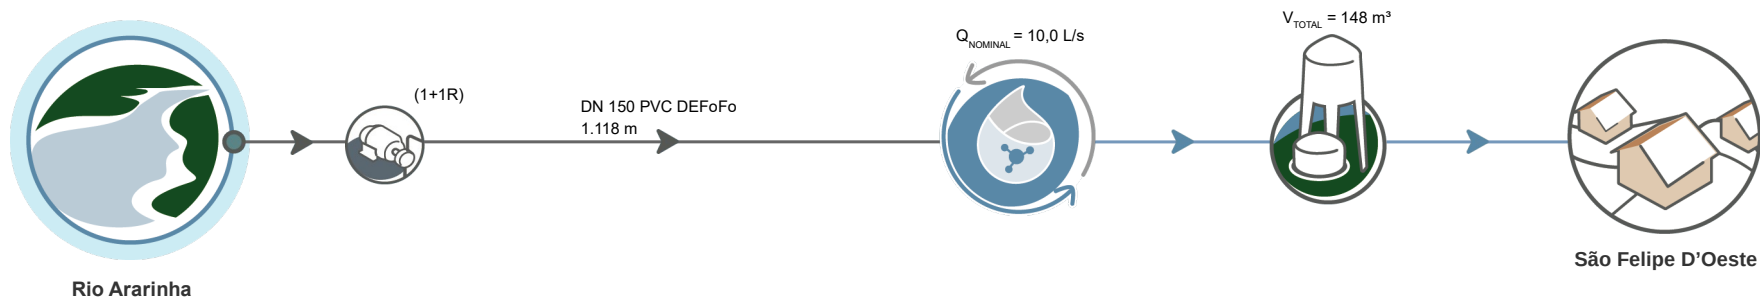 V_TOTAL = 148 m³
Q_NOMINAL = 10,0 L/s
(1+1R)
DN 150 PVC DEFoFo
1.118 m
São Felipe D’Oeste
Rio Ararinha